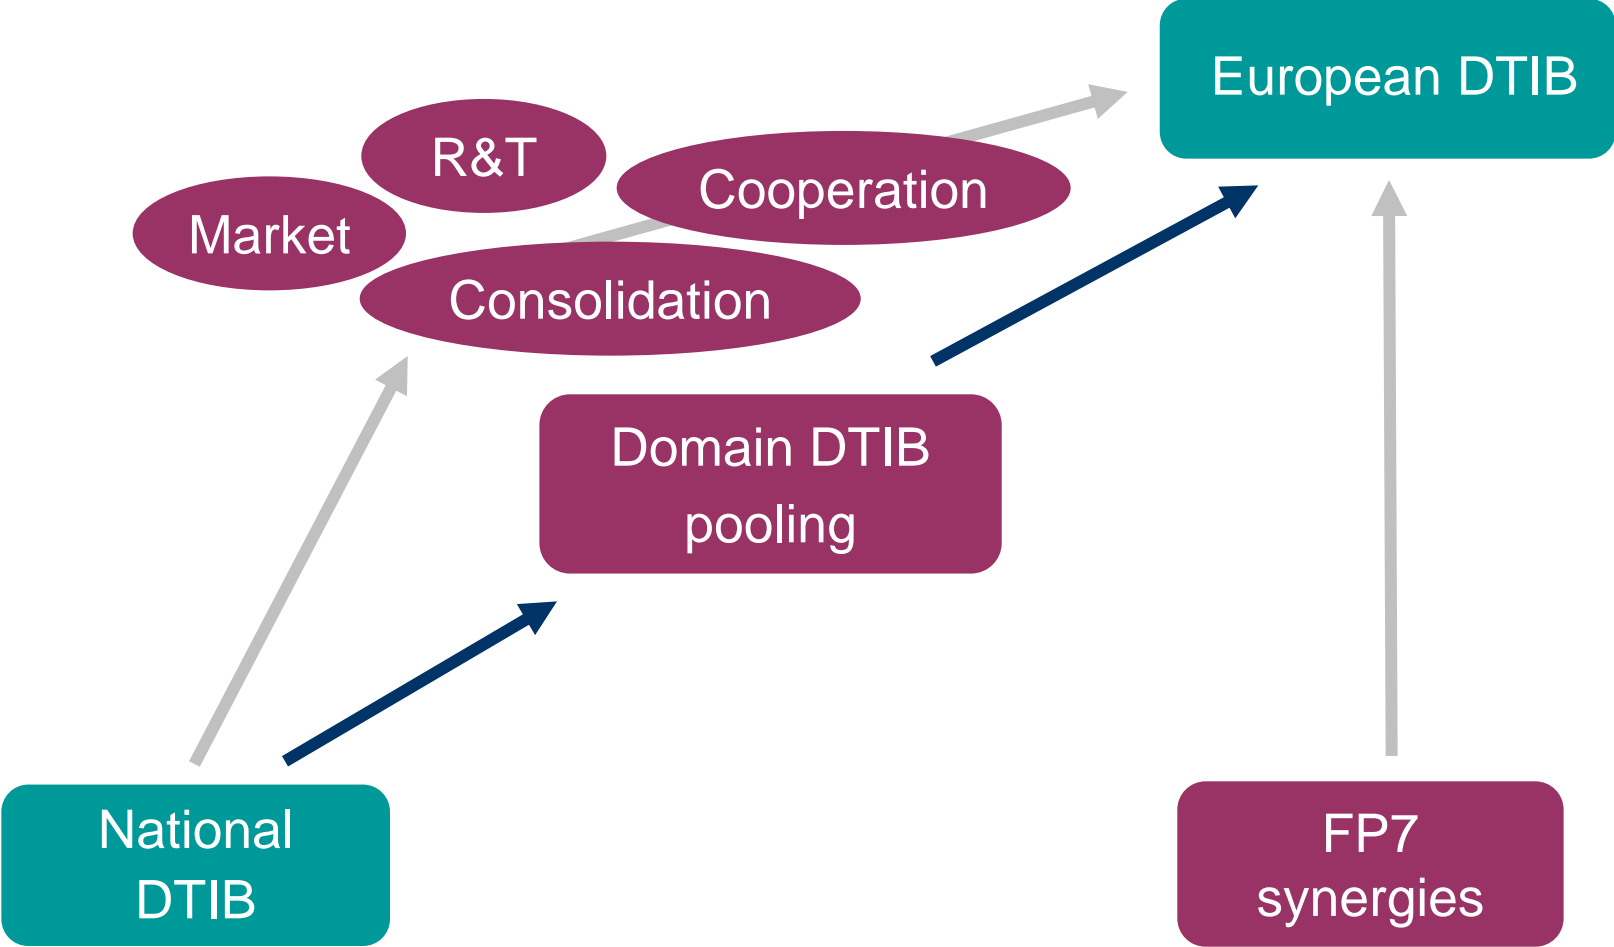 European DTIB
R&T
Cooperation
Market
Consolidation
Domain DTIB
pooling
National
DTIB
FP7
synergies